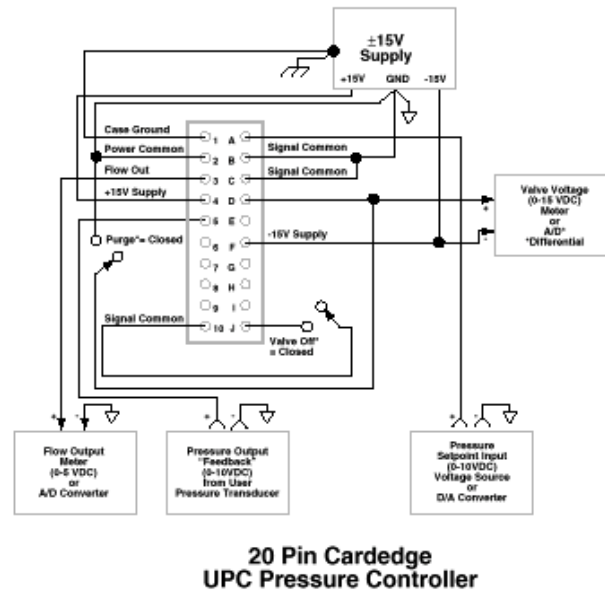 ±15V
Supply
+15V GND -15V
Case Ground
1 A
Power Common
2 B
Signal Common
Flow Out
3 C
Signal Common
+15V Supply
4 D
5 E
Purge*= Closed
6 F
-15V Supply
7 G
8 H
9 I
Signal Common
10 J
Valve Off*
= Closed
Valve Voltage
(0-15 VDC)
Meter
or
A/D*
*Differential
+
-
+ -
Flow Output
Meter
(0-5 VDC)
or
A/D Converter
+ -
Pressure Output
"Feedback"
(0-10VDC)
from User
Pressure Transducer
+ -
Pressure
Setpoint Input
(0-10VDC)
Voltage Source
or
D/A Converter
20 Pin Cardedge
UPC Pressure Controller